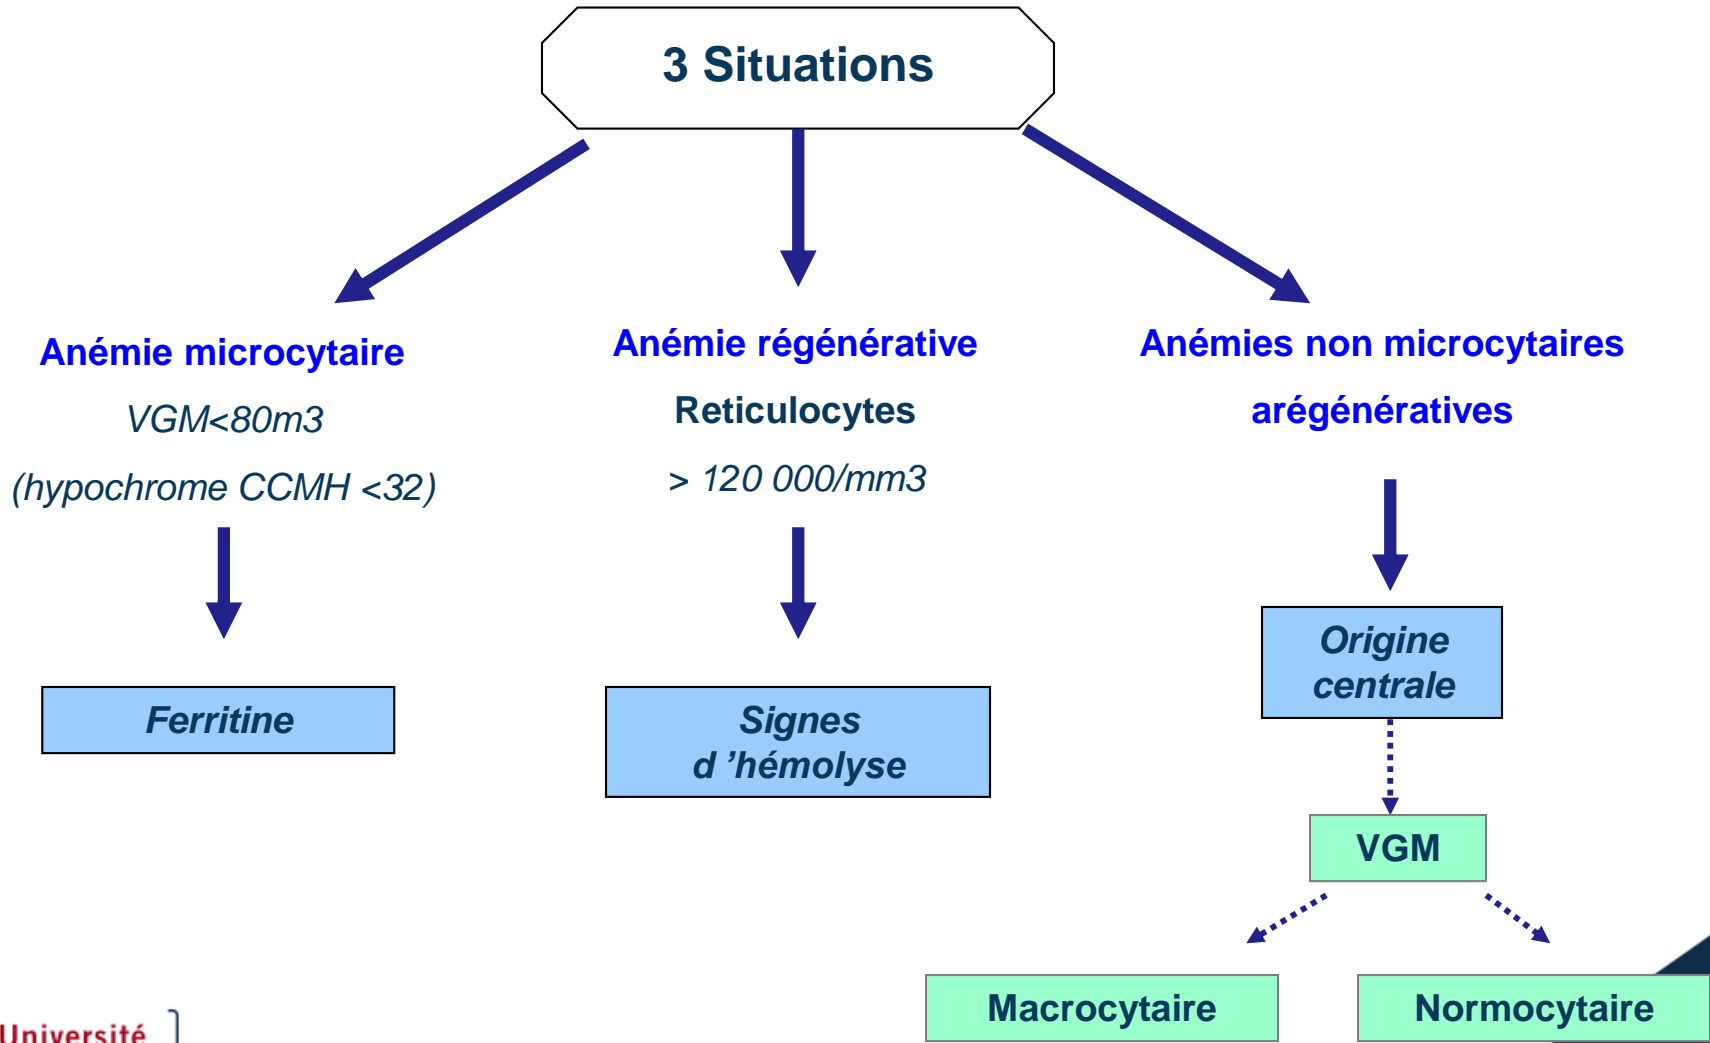 3 Situations
Anémie microcytaire
VGM<80m3
(hypochrome CCMH <32)
Ferritine
Anémie régénérative
Reticulocytes
> 120 000/mm3
Signes
d ’hémolyse
Anémies non microcytaires
arégénératives
Origine
centrale
VGM
Macrocytaire
Normocytaire
Université